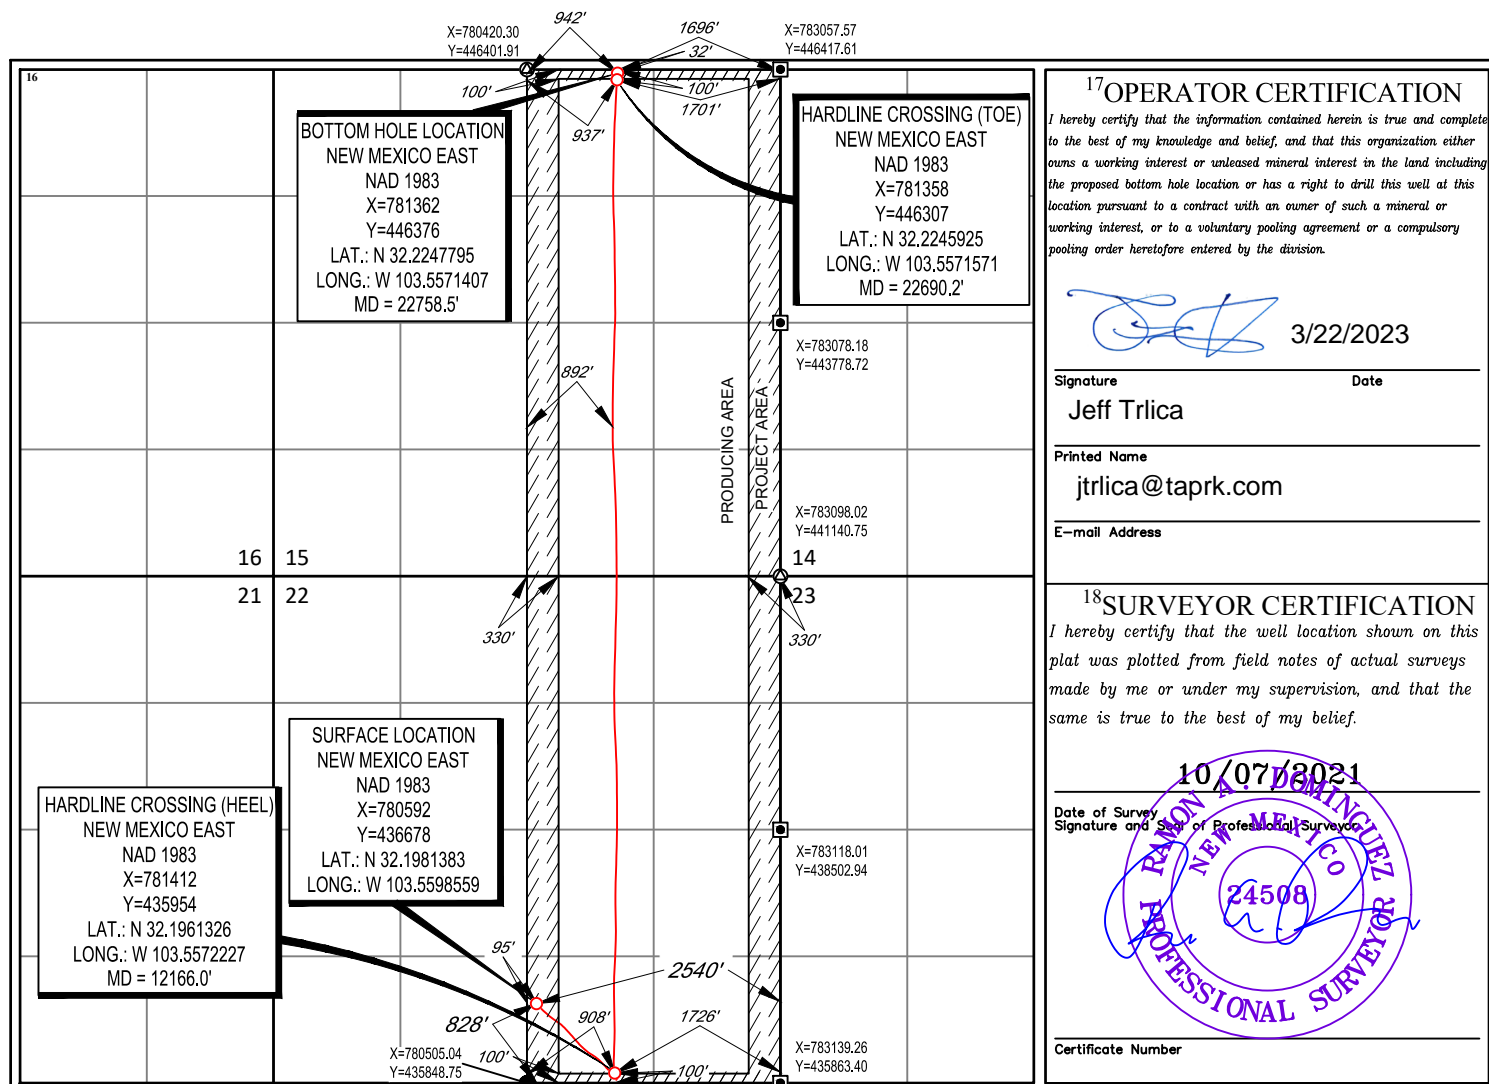 942'
1696'
X=780420.30
Y=446401.91
X=783057.57
Y=446417.61
32'
16
100'
100'
1701'
937'
BOTTOM HOLE LOCATION
NEW MEXICO EAST
NAD 1983
X=781362
Y=446376
LAT.: N 32.2247795
LONG.: W 103.5571407
MD = 22758.5'
HARDLINE CROSSING (TOE)
NEW MEXICO EAST
NAD 1983
X=781358
Y=446307
LAT.: N 32.2245925
LONG.: W 103.5571571
MD = 22690.2'
X=783078.18
Y=443778.72
892'
PRODUCING AREA
PROJECT AREA
X=783098.02
Y=441140.75
16 15
14
21 22
23
330'
330'
SURFACE LOCATION
NEW MEXICO EAST
NAD 1983
X=780592
Y=436678
LAT.: N 32.1981383
LONG.: W 103.5598559
HARDLINE CROSSING (HEEL)
NEW MEXICO EAST
NAD 1983
X=781412
Y=435954
LAT.: N 32.1961326
LONG.: W 103.5572227
MD = 12166.0'
X=783118.01
Y=438502.94
95'
2540'
828'
908'
1726'
X=780505.04
Y=435848.75
100'
100'
X=783139.26
Y=435863.40
17 OPERATOR CERTIFICATION
I hereby certify that the information contained herein is true and complete
to the best of my knowledge and belief, and that this organization either
owns a working interest or unleased mineral interest in the land including
the proposed bottom hole location or has a right to drill this well at this
location pursuant to a contract with an owner of such a mineral or
working interest, or to a voluntary pooling agreement or a compulsory
pooling order heretofore entered by the division.
3/22/2023
Signature Date
Jeff Trlica
Printed Name
jtrlica@taprk.com
E-mail Address
18 SURVEYOR CERTIFICATION
I hereby certify that the well location shown on this
plat was plotted from field notes of actual surveys
made by me or under my supervision, and that the
same is true to the best of my belief.
10/07/2021
Date of Survey
Signature and Seal of Professional Surveyor
RAMON A. DOMINGUEZ
NEW MEXICO
24508
PROFESSIONAL SURVEYOR
Certificate Number